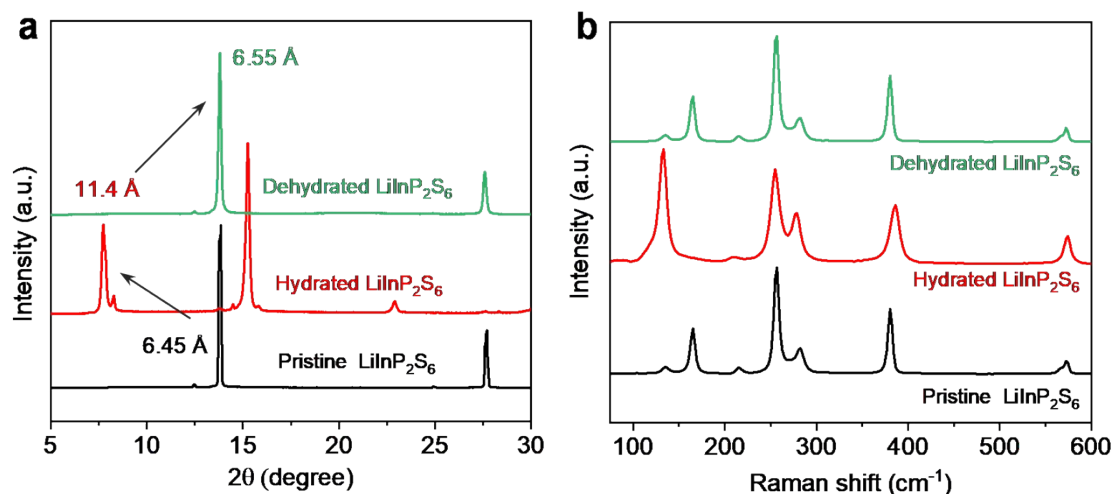 a
Intensity (a.u.)
6.55 Å
11.4 Å
Dehydrated LiInP₂S₆
Hydrated LiInP₂S₆
6.45 Å
Pristine LiInP₂S₆
5 10 15 20 25 30
2θ (degree)
b
Intensity (a.u.)
Dehydrated LiInP₂S₆
Hydrated LiInP₂S₆
Pristine LiInP₂S₆
100 200 300 400 500 600
Raman shift (cm⁻¹)